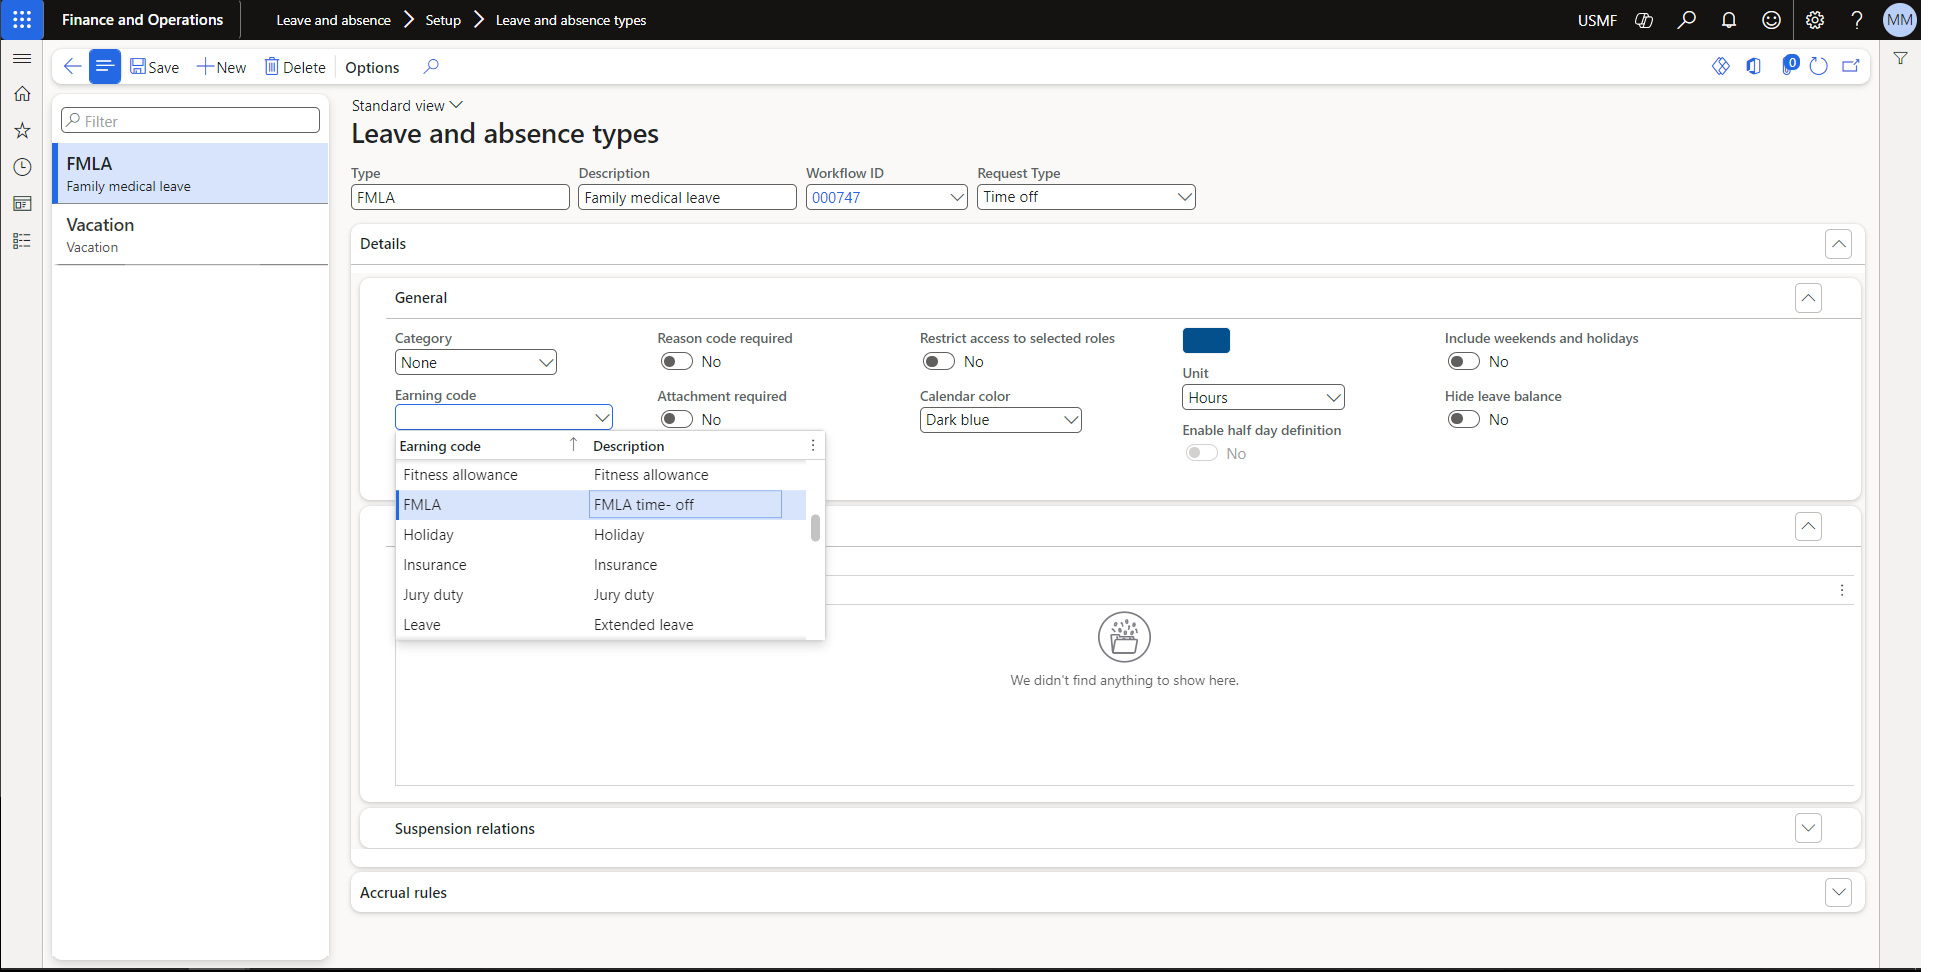 Finance and Operations
Leave and absence
Setup
Leave and absence types
USMF
MM
Save
New
Delete
Options
0
Filter
FMLA
Family medical leave
Vacation
Vacation
Standard view
Leave and absence types
Type
Description
Workflow ID
Request Type
FMLA
Family medical leave
000747
Time off
Details
General
Category
Reason code required
Restrict access to selected roles
Include weekends and holidays
None
No
No
No
Unit
Earning code
Attachment required
Calendar color
Hours
Hide leave balance
No
Dark blue
No
Enable half day definition
No
Earning code
Description
Fitness allowance
Fitness allowance
FMLA
FMLA time- off
Holiday
Holiday
Insurance
Insurance
Jury duty
Jury duty
Leave
Extended leave
We didn't find anything to show here.
Suspension relations
Accrual rules